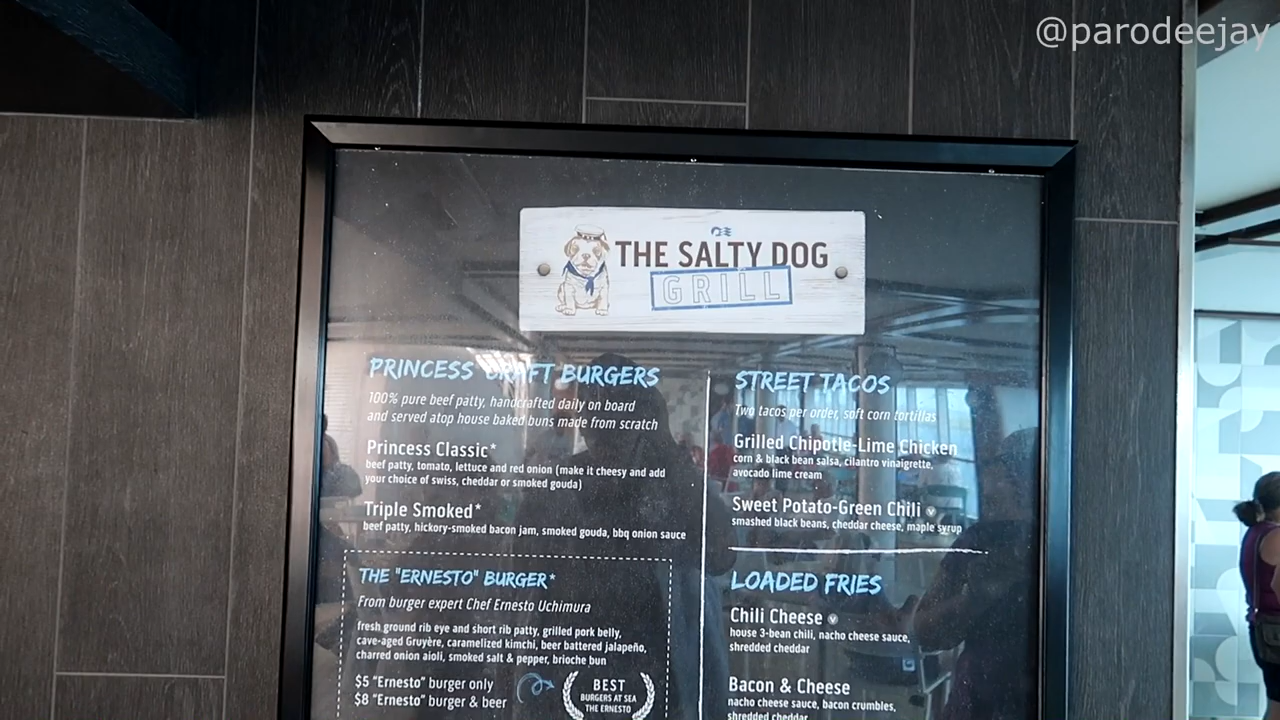 @parodeejay
THE SALTY DOG
GRILL
PRINCESS CRAFT BURGERS
100% pure beef patty, handcrafted daily on board
and served atop house baked buns made from scratch
Princess Classic*
beef patty, tomato, lettuce and red onion (make it cheesy and add
your choice of swiss, cheddar or smoked gouda)
Triple Smoked*
beef patty, hickory-smoked bacon jam, smoked gouda, bbq onion sauce
THE "ERNESTO" BURGER*
From burger expert Chef Ernesto Uchimura
fresh ground rib eye and short rib patty, grilled pork belly,
cave-aged Gruyère, caramelized kimchi, beer battered jalapeño,
charred onion aioli, smoked salt & pepper, brioche bun
$5 "Ernesto" burger only
$8 "Ernesto" burger & beer
BEST
BURGERS AT SEA
THE ERNESTO
STREET TACOS
Two tacos per order, soft corn tortillas
Grilled Chipotle-Lime Chicken
corn & black bean salsa, cilantro vinaigrette,
avocado lime cream
Sweet Potato-Green Chili V
smashed black beans, cheddar cheese, maple syrup
LOADED FRIES
Chili Cheese V
house 3-bean chili, nacho cheese sauce,
shredded cheddar
Bacon & Cheese
nacho cheese sauce, bacon crumbles,
shredded cheddar